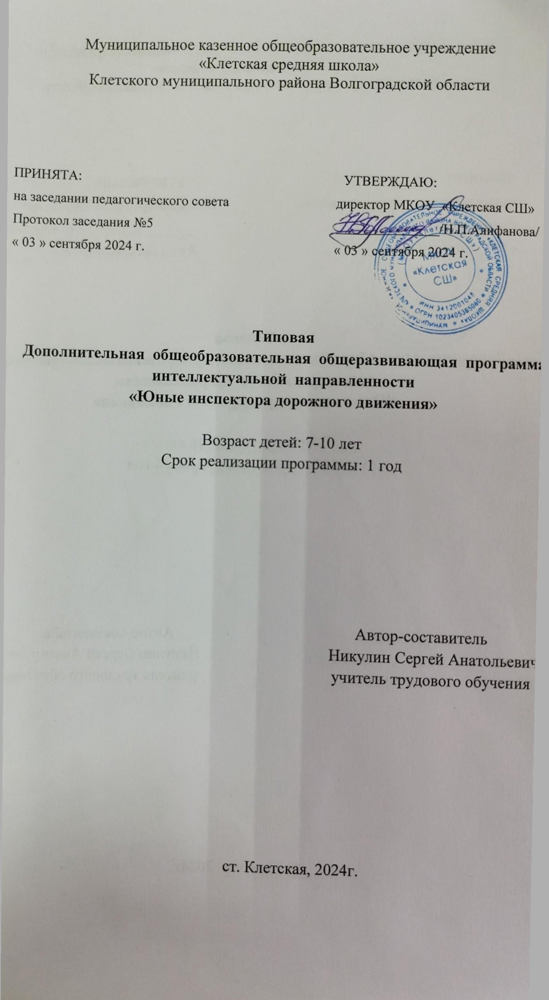 Муниципальное казенное общеобразовательное учреждение
«Клетская средняя школа»
Клетского муниципального района Волгоградской области
ПРИНЯТА:
на заседании педагогического совета
Протокол заседания №5
« 03 » сентября 2024 г.
УТВЕРЖДАЮ:
директор МКОУ «Клетская СШ»
/Н.П.Алифанова/
« 03 » сентября 2024 г.
МКОУ
«Клетская
СШ»
ИНН 3412001048
ОГРН 1023405365060
Типовая
Дополнительная общеобразовательная общеразвивающая программа
интеллектуальной направленности
«Юные инспектора дорожного движения»
Возраст детей: 7-10 лет
Срок реализации программы: 1 год
Автор-составитель
Никулин Сергей Анатольевич
учитель трудового обучения
ст. Клетская, 2024г.